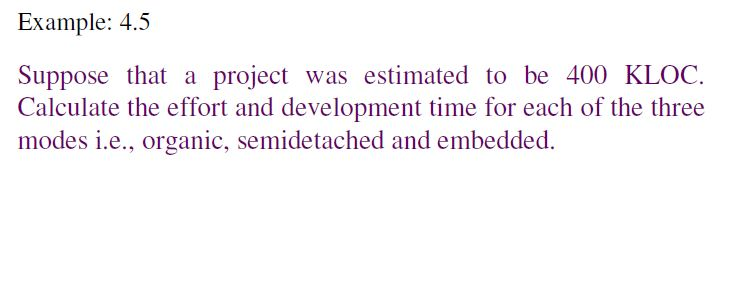 Example: 4.5
Suppose that a project was estimated to be 400 KLOC.
Calculate the effort and development time for each of the three
modes i.e., organic, semidetached and embedded.